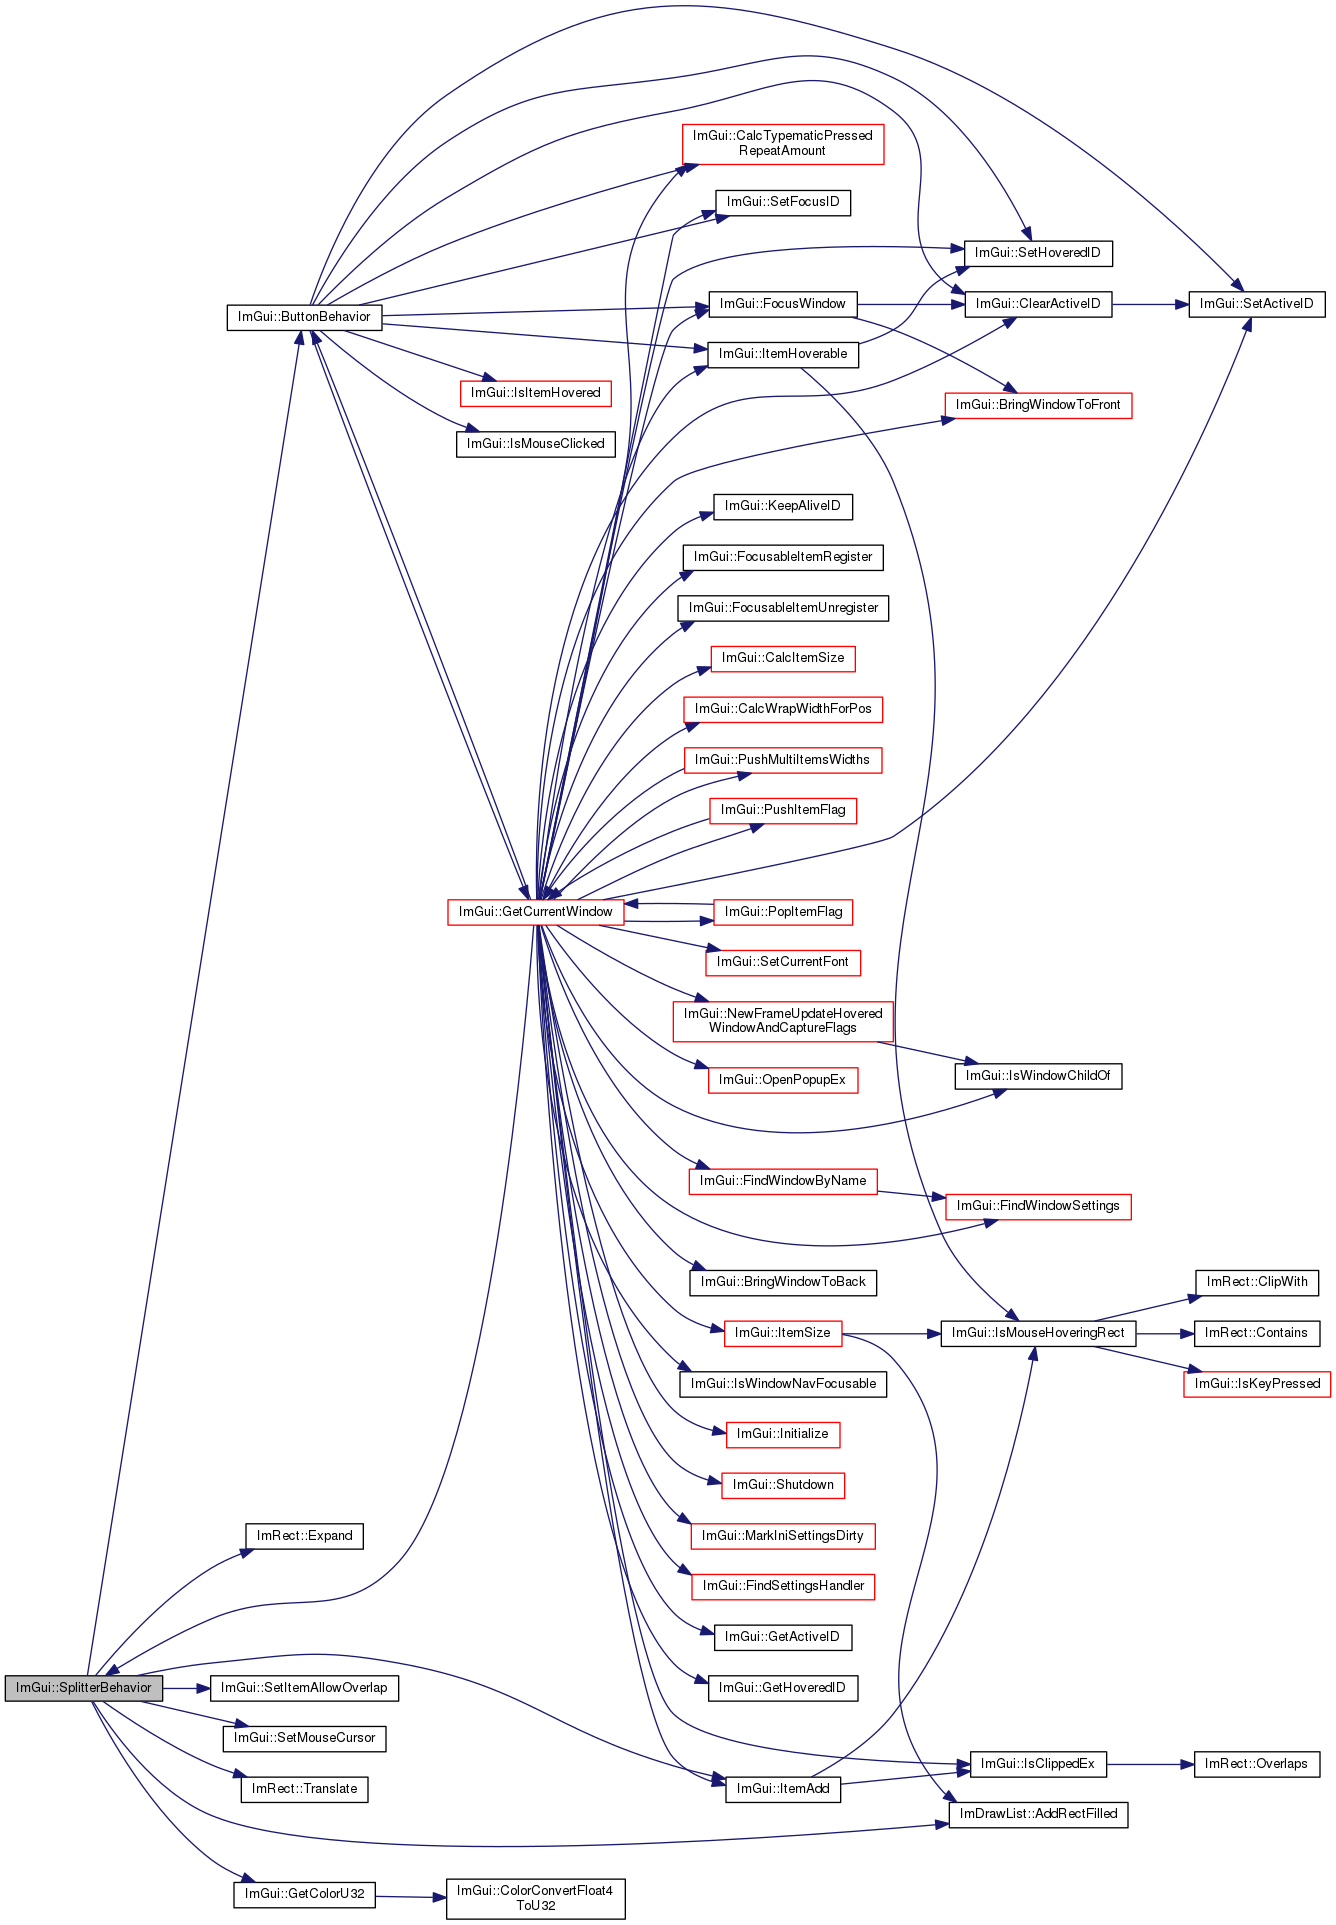 ImGui::CalcTypematicPressed
RepeatAmount
ImGui::SetFocusID
ImGui::SetHoveredID
ImGui::ButtonBehavior
ImGui::FocusWindow
ImGui::ClearActiveID
ImGui::SetActiveID
ImGui::ItemHoverable
ImGui::IsItemHovered
ImGui::BringWindowToFront
ImGui::IsMouseClicked
ImGui::KeepAliveID
ImGui::FocusableItemRegister
ImGui::FocusableItemUnregister
ImGui::CalcItemSize
ImGui::CalcWrapWidthForPos
ImGui::PushMultiItemsWidths
ImGui::PushItemFlag
ImGui::GetCurrentWindow
ImGui::PopItemFlag
ImGui::SetCurrentFont
ImGui::NewFrameUpdateHovered
WindowAndCaptureFlags
ImGui::OpenPopupEx
ImGui::IsWindowChildOf
ImGui::FindWindowByName
ImGui::FindWindowSettings
ImGui::BringWindowToBack
ImRect::ClipWith
ImGui::ItemSize
ImGui::IsMouseHoveringRect
ImRect::Contains
ImGui::IsWindowNavFocusable
ImGui::IsKeyPressed
ImGui::Initialize
ImGui::Shutdown
ImRect::Expand
ImGui::MarkIniSettingsDirty
ImGui::FindSettingsHandler
ImGui::GetActiveID
ImGui::SplitterBehavior
ImGui::SetItemAllowOverlap
ImGui::GetHoveredID
ImGui::SetMouseCursor
ImGui::IsClippedEx
ImRect::Overlaps
ImRect::Translate
ImGui::ItemAdd
ImDrawList::AddRectFilled
ImGui::GetColorU32
ImGui::ColorConvertFloat4
ToU32